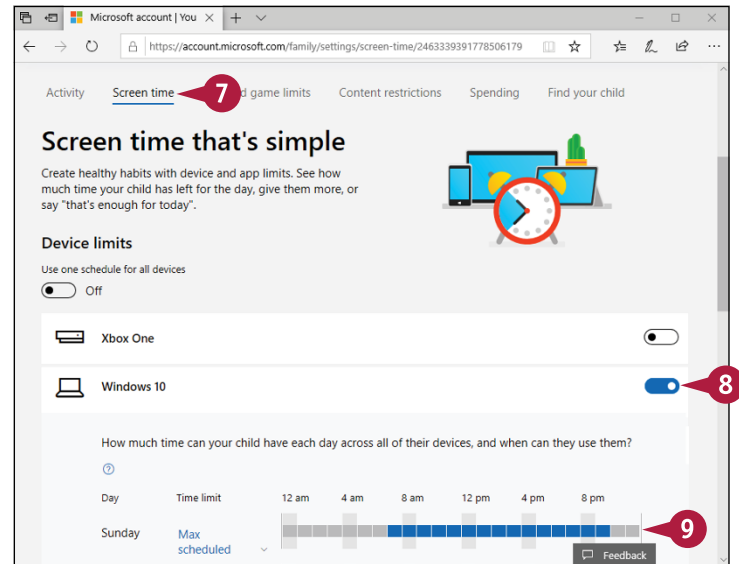 Microsoft account | You
https://account.microsoft.com/family/settings/screen-time/2463339391778506179
Activity Screen time 7 d game limits Content restrictions Spending Find your child
Screen time that's simple
Create healthy habits with device and app limits. See how
much time your child has left for the day, give them more, or
say "that's enough for today".
Device limits
Use one schedule for all devices
Off
Xbox One
Windows 10
8
How much time can your child have each day across all of their devices, and when can they use them?
?
Day Time limit 12 am 4 am 8 am 12 pm 4 pm 8 pm
Sunday Max
scheduled
9
Feedback